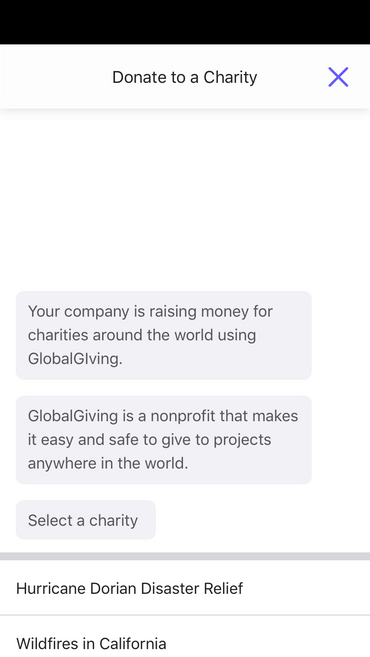 Donate to a Charity
Your company is raising money for
charities around the world using
GlobalGIving.
GlobalGiving is a nonprofit that makes
it easy and safe to give to projects
anywhere in the world.
Select a charity
Hurricane Dorian Disaster Relief
Wildfires in California